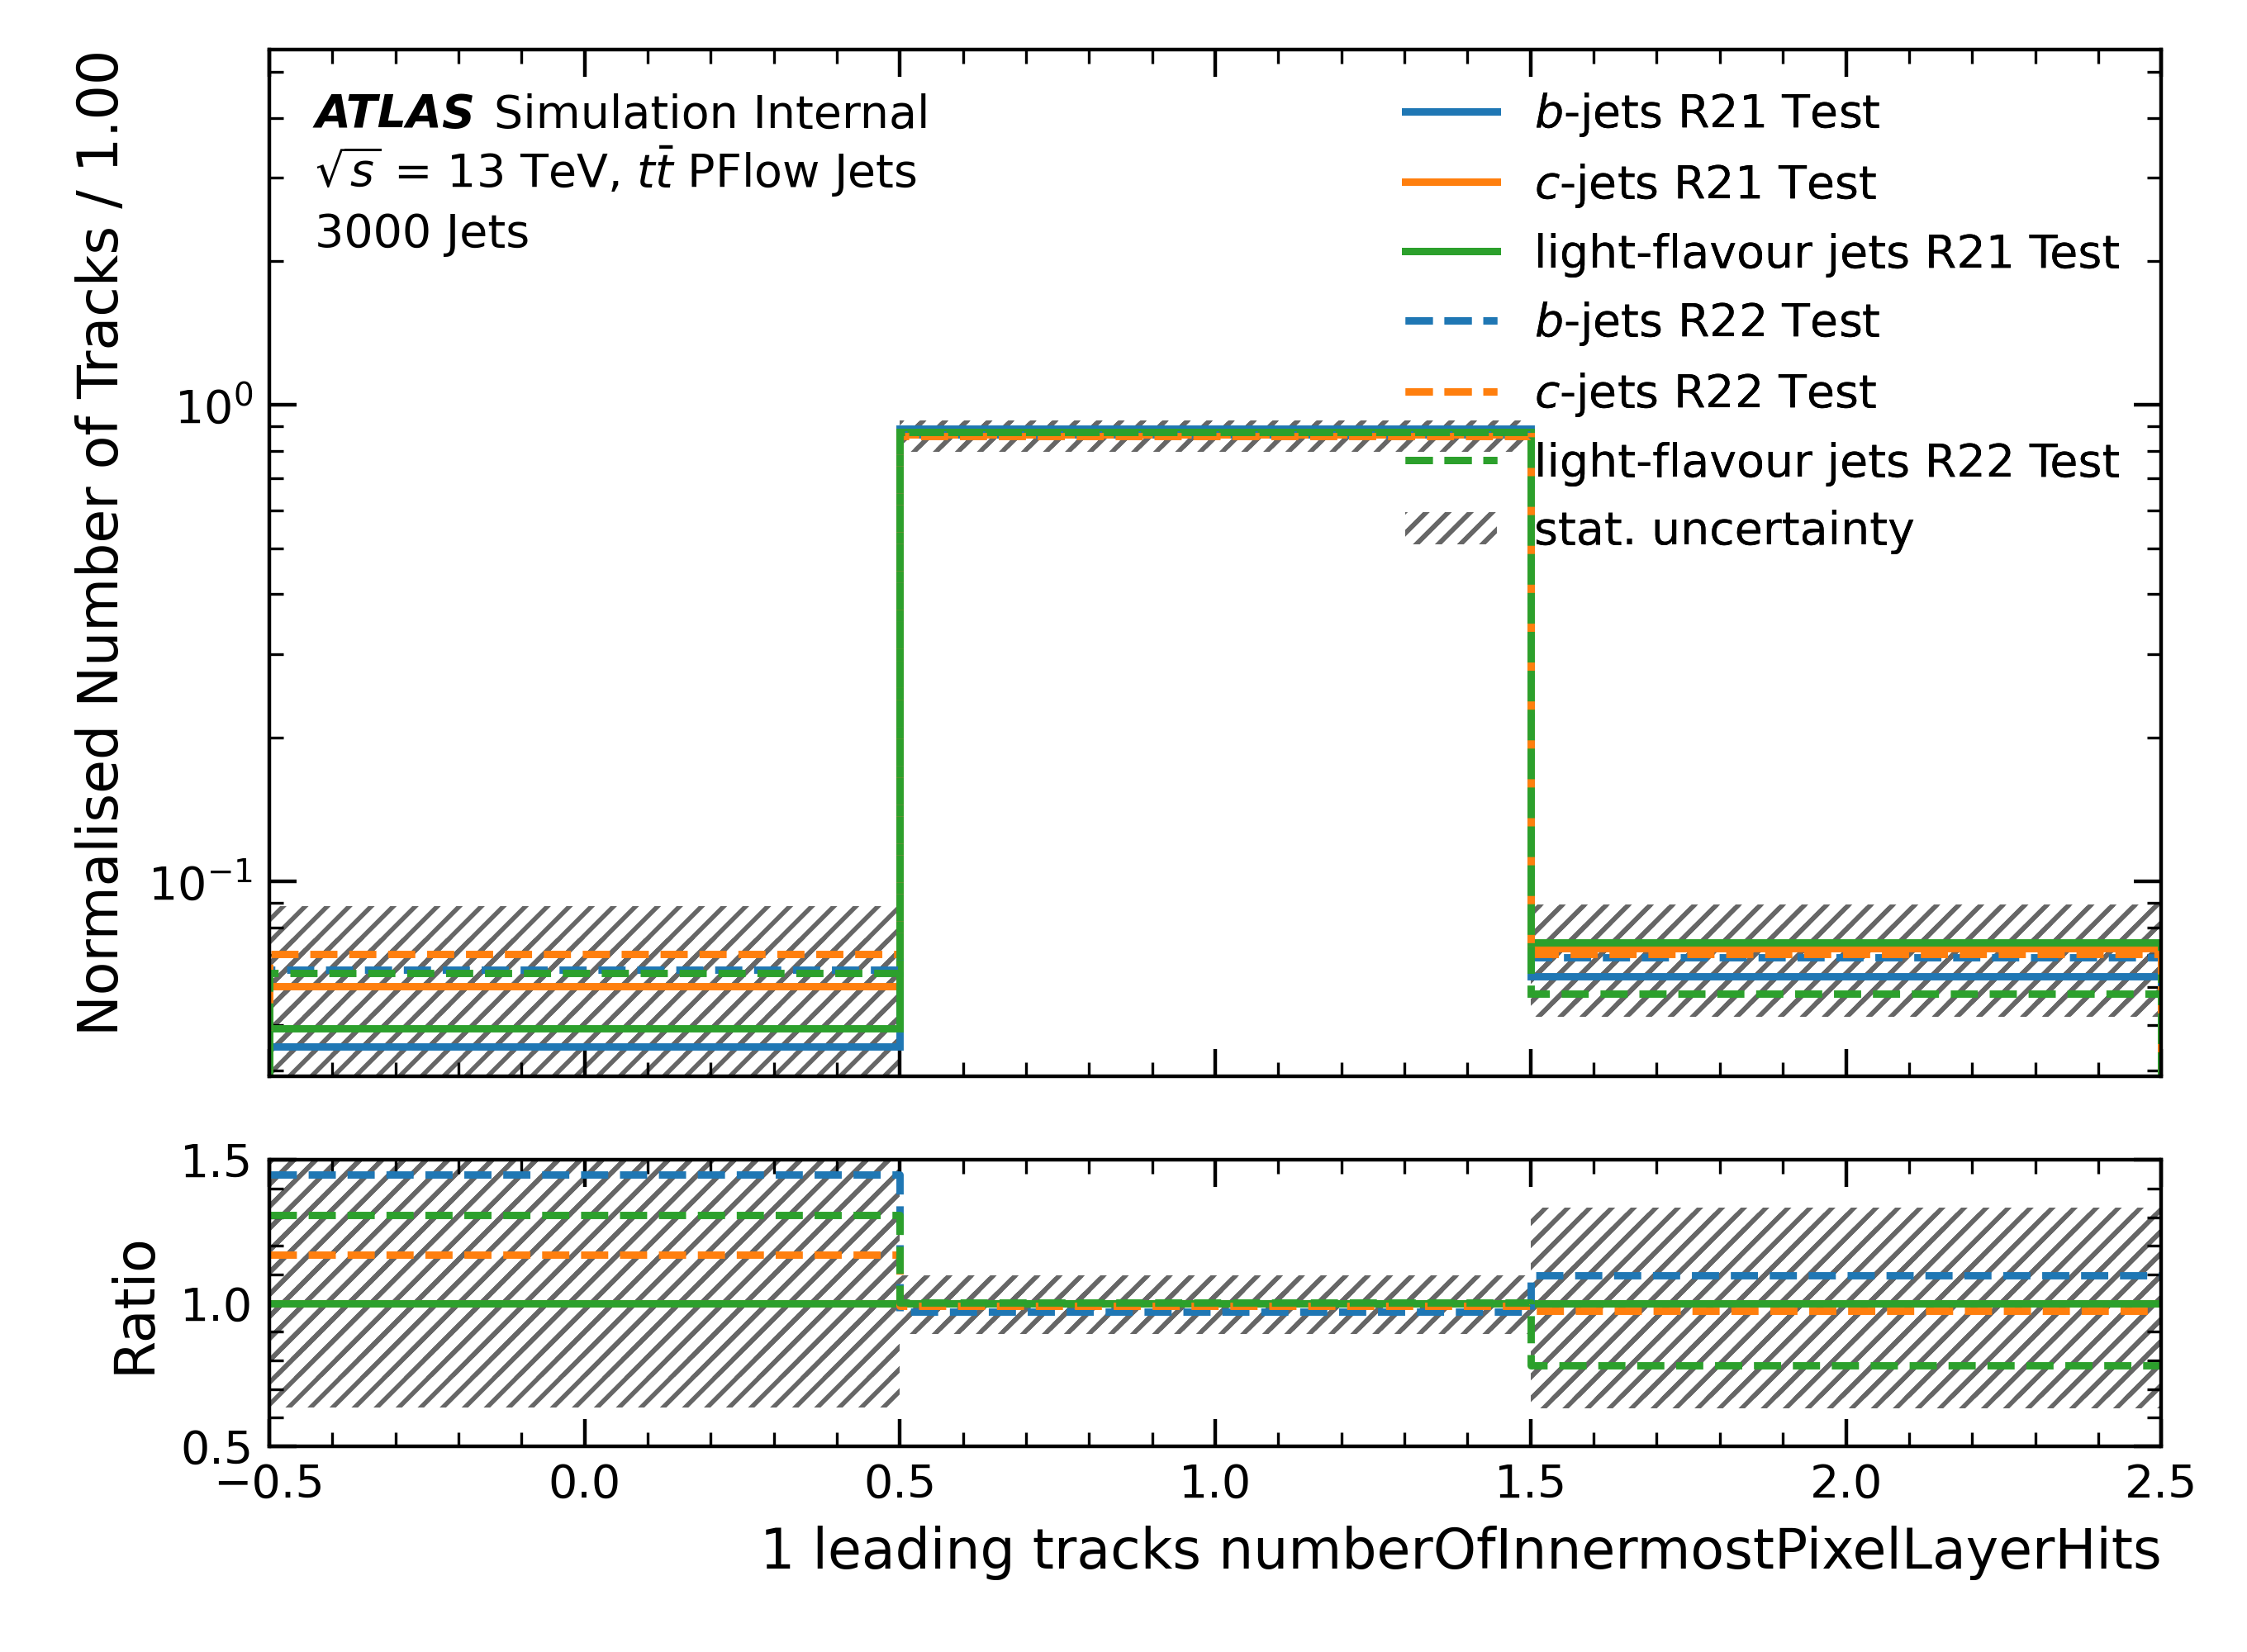 Normalised Number of Tracks / 1.00
ATLAS Simulation Internal
√s = 13 TeV, tt̄ PFlow Jets
3000 Jets
b-jets R21 Test
c-jets R21 Test
light-flavour jets R21 Test
b-jets R22 Test
c-jets R22 Test
light-flavour jets R22 Test
stat. uncertainty
10⁰
10⁻¹
Ratio
1.5
1.0
0.5
−0.5 0.0 0.5 1.0 1.5 2.0 2.5
1 leading tracks numberOfInnermostPixelLayerHits